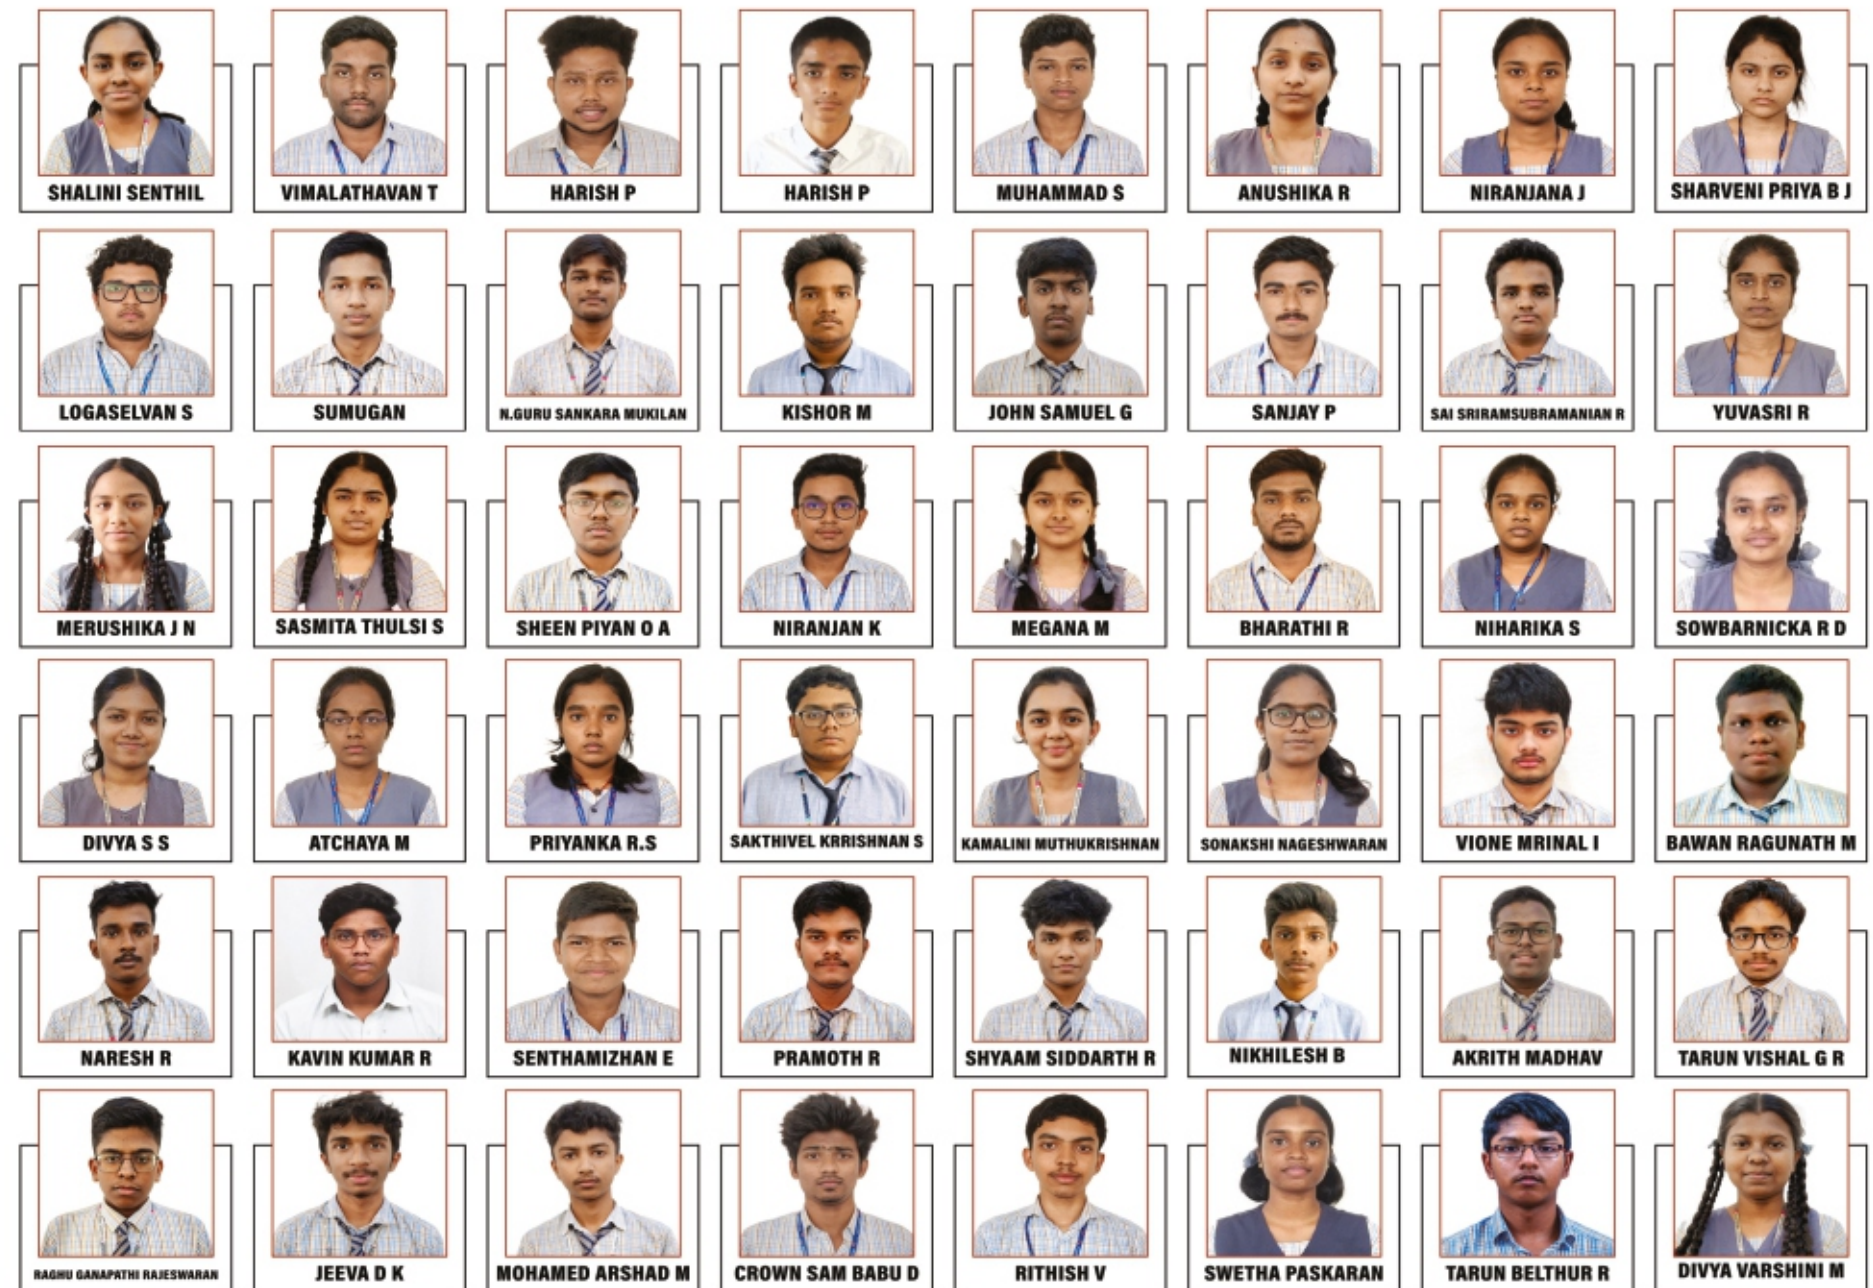 SHALINI SENTHIL
VIMALATHAVAN T
HARISH P
HARISH P
MUHAMMAD S
ANUSHIKA R
NIRANJANA J
SHARVENI PRIYA B J
LOGASELVAN S
SUMUGAN
N.GURU SANKARA MUKILAN
KISHOR M
JOHN SAMUEL G
SANJAY P
SAI SRIRAMSUBRAMANIAN R
YUVASRI R
MERUSHIKA J N
SASMITA THULSI S
SHEEN PIYAN O A
NIRANJAN K
MEGANA M
BHARATHI R
NIHARIKA S
SOWBARNICKA R D
DIVYA S S
ATCHAYA M
PRIYANKA R.S
SAKTHIVEL KRRISHNAN S
KAMALINI MUTHUKRISHNAN
SONAKSHI NAGESHWARAN
VIONE MRINAL I
BAWAN RAGUNATH M
NARESH R
KAVIN KUMAR R
SENTHAMIZHAN E
PRAMOTH R
SHYAAM SIDDARTH R
NIKHILESH B
AKRITH MADHAV
TARUN VISHAL G R
RAGHU GANAPATHI RAJESWARAN
JEEVA D K
MOHAMED ARSHAD M
CROWN SAM BABU D
RITHISH V
SWETHA PASKARAN
TARUN BELTHUR R
DIVYA VARSHINI M